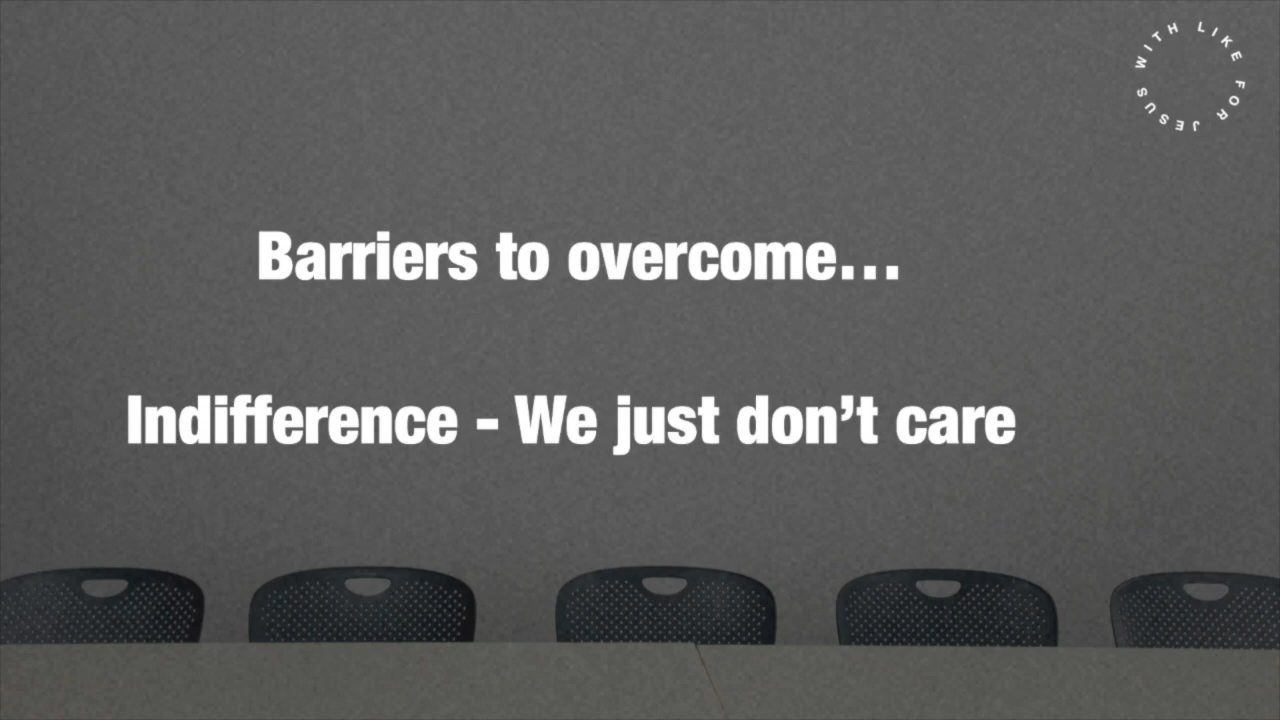 Barriers to overcome…
Indifference - We just don’t care
WITH LIKE FOR JESUS